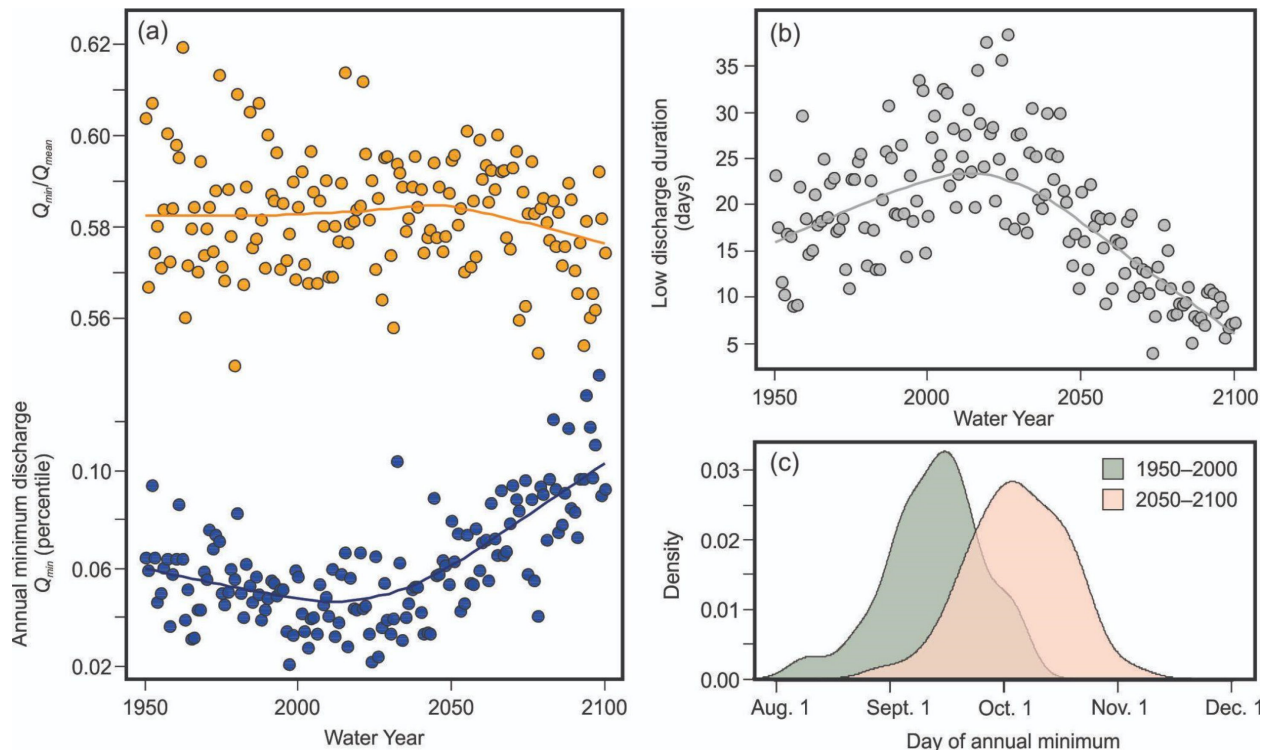 (a)
0.62
0.60
0.58
0.56
Qmin/Qmean
0.10
0.06
0.02
Annual minimum discharge
Qmin (percentile)
1950
2000
2050
2100
Water Year
(b)
35
30
25
20
15
10
5
Low discharge duration
(days)
1950
2000
2050
2100
Water Year
(c)
1950–2000
2050–2100
0.03
0.02
0.01
0.00
Density
Aug. 1
Sept. 1
Oct. 1
Nov. 1
Dec. 1
Day of annual minimum